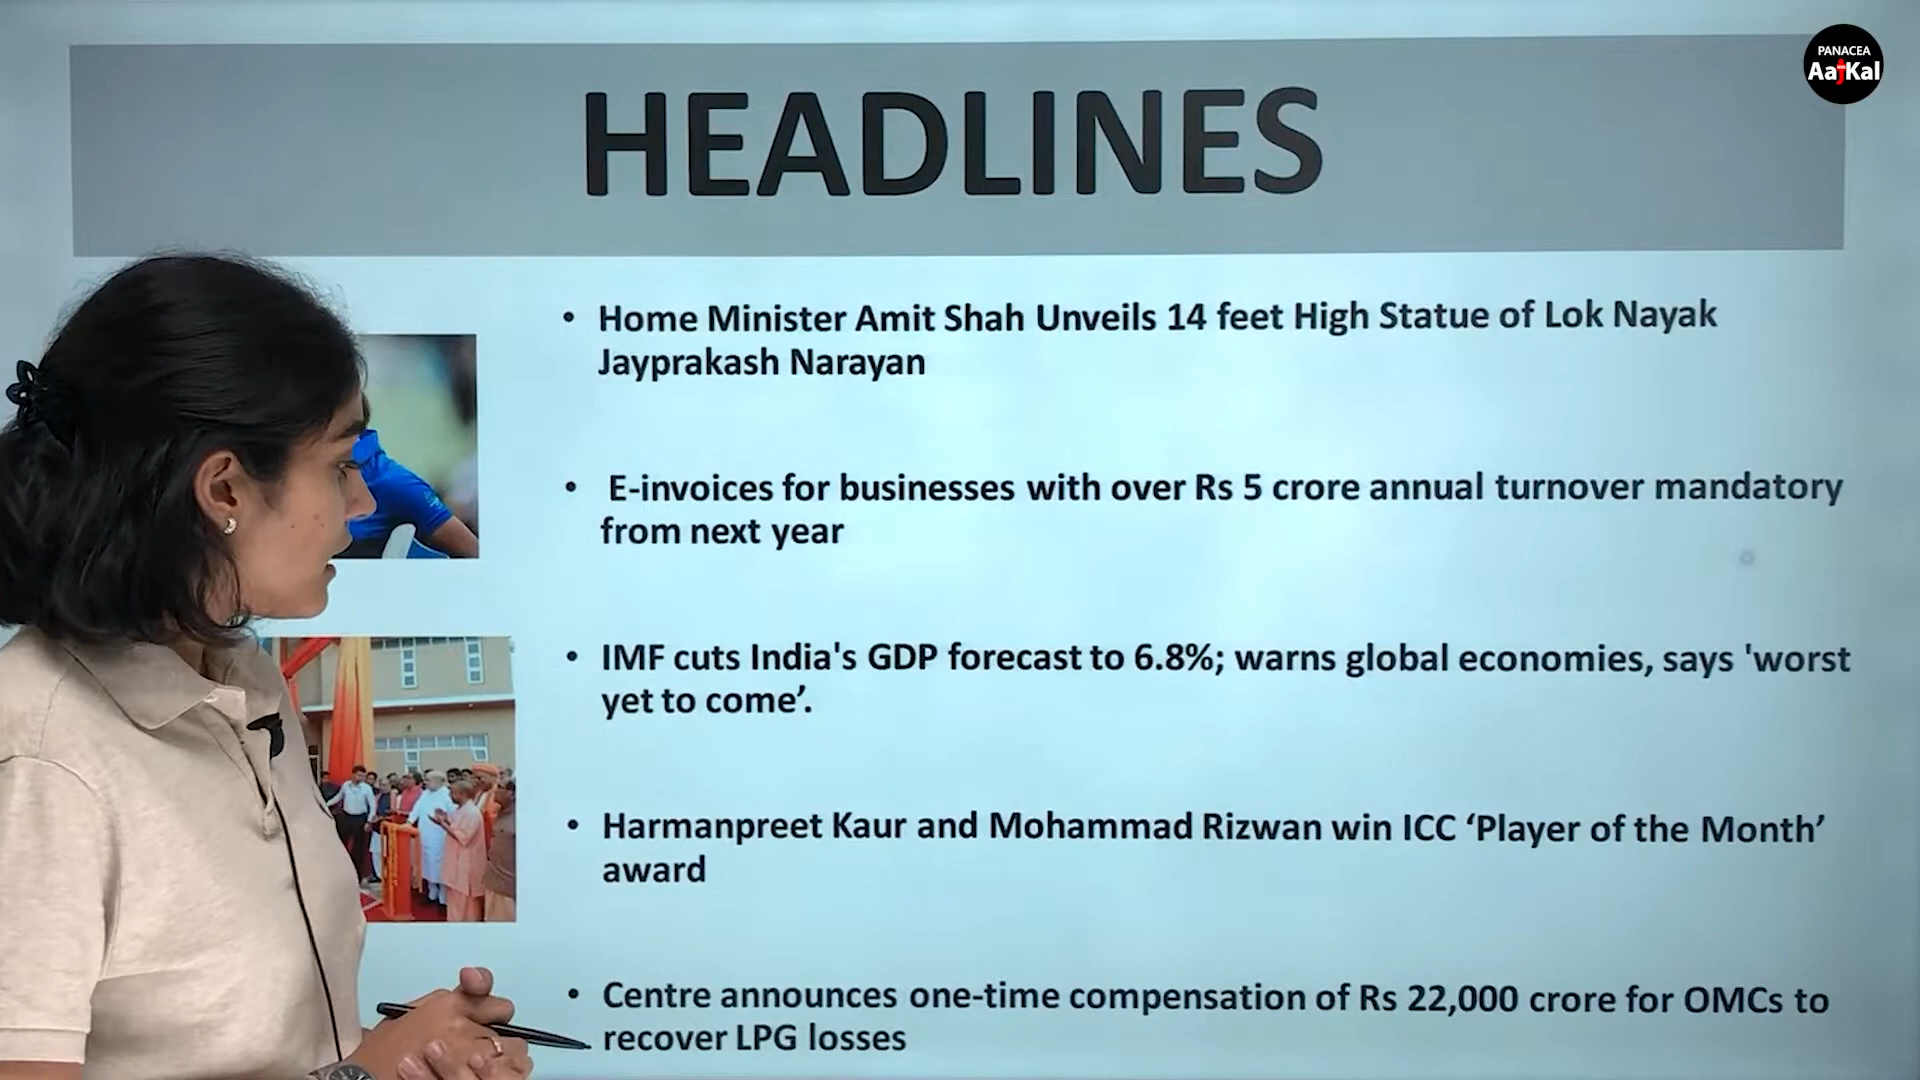 PANACEA
AajKal
HEADLINES
• Home Minister Amit Shah Unveils 14 feet High Statue of Lok Nayak
Jayprakash Narayan
• E-invoices for businesses with over Rs 5 crore annual turnover mandatory
from next year
• IMF cuts India's GDP forecast to 6.8%; warns global economies, says 'worst
yet to come’.
• Harmanpreet Kaur and Mohammad Rizwan win ICC ‘Player of the Month’
award
• Centre announces one-time compensation of Rs 22,000 crore for OMCs to
recover LPG losses